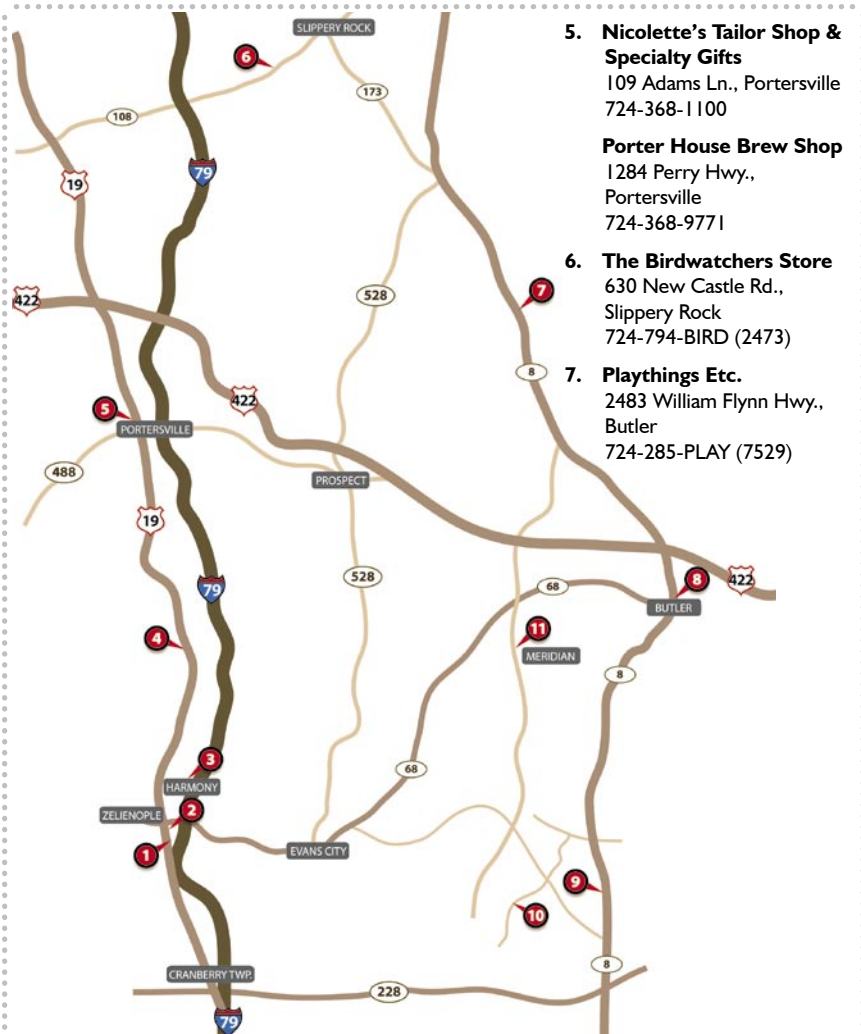 SLIPPERY ROCK
6
173
108
79
19
422
528
7
8
422
5
PORTERSVILLE
488
PROSPECT
19
528
79
422
8
68
BUTLER
11
4
MERIDIAN
8
3
68
HARMONY
2
ZELIENOPLE
1
EVANS CITY
9
10
8
CRANBERRY TWP.
228
79
5. Nicolette's Tailor Shop &
Specialty Gifts
109 Adams Ln., Portersville
724-368-1100
Porter House Brew Shop
1284 Perry Hwy.,
Portersville
724-368-9771
6. The Birdwatchers Store
630 New Castle Rd.,
Slippery Rock
724-794-BIRD (2473)
7. Playthings Etc.
2483 William Flynn Hwy.,
Butler
724-285-PLAY (7529)